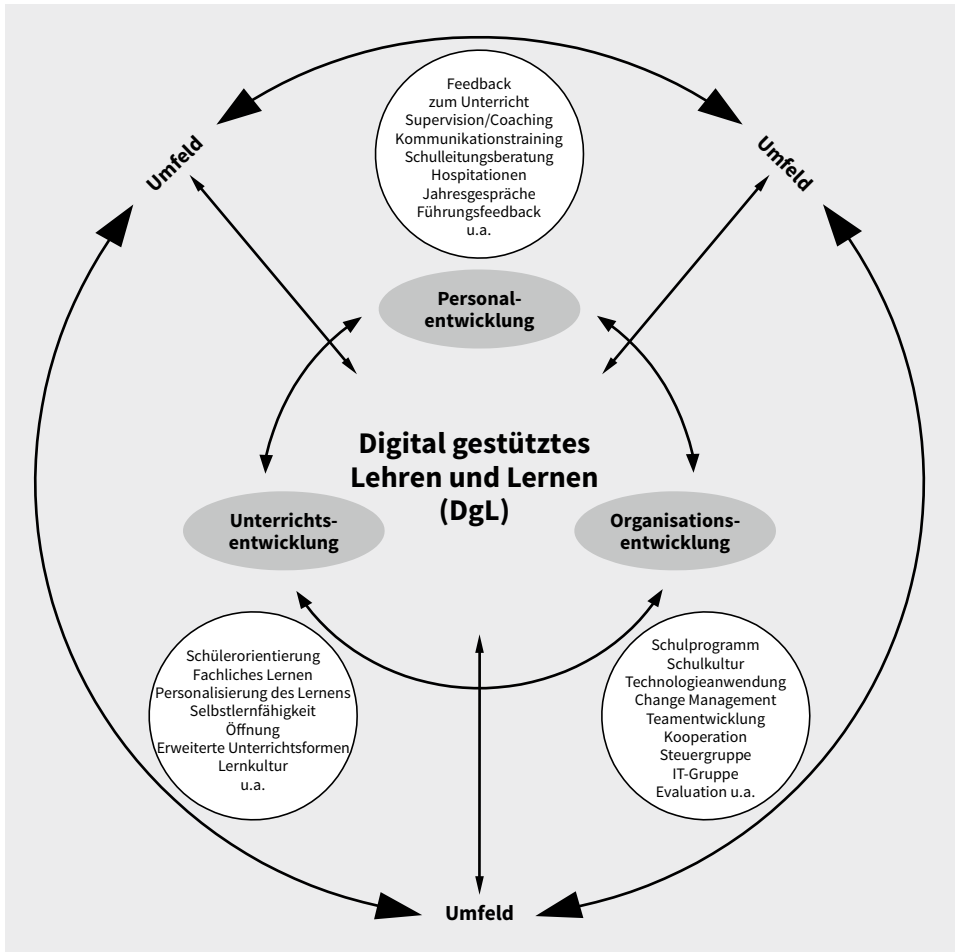 Feedback
zum Unterricht
Supervision/Coaching
Kommunikationstraining
Schulleitungsberatung
Hospitationen
Jahresgespräche
Führungsfeedback
u.a.
Umfeld
Umfeld
Personal-
entwicklung
Digital gestütztes
Lehren und Lernen
(DgL)
Unterrichts-
entwicklung
Organisations-
entwicklung
Schülerorientierung
Fachliches Lernen
Personalisierung des Lernens
Selbstlernfähigkeit
Öffnung
Erweiterte Unterrichtsformen
Lernkultur
u.a.
Schulprogramm
Schulkultur
Technologieanwendung
Change Management
Teamentwicklung
Kooperation
Steuergruppe
IT-Gruppe
Evaluation u.a.
Umfeld